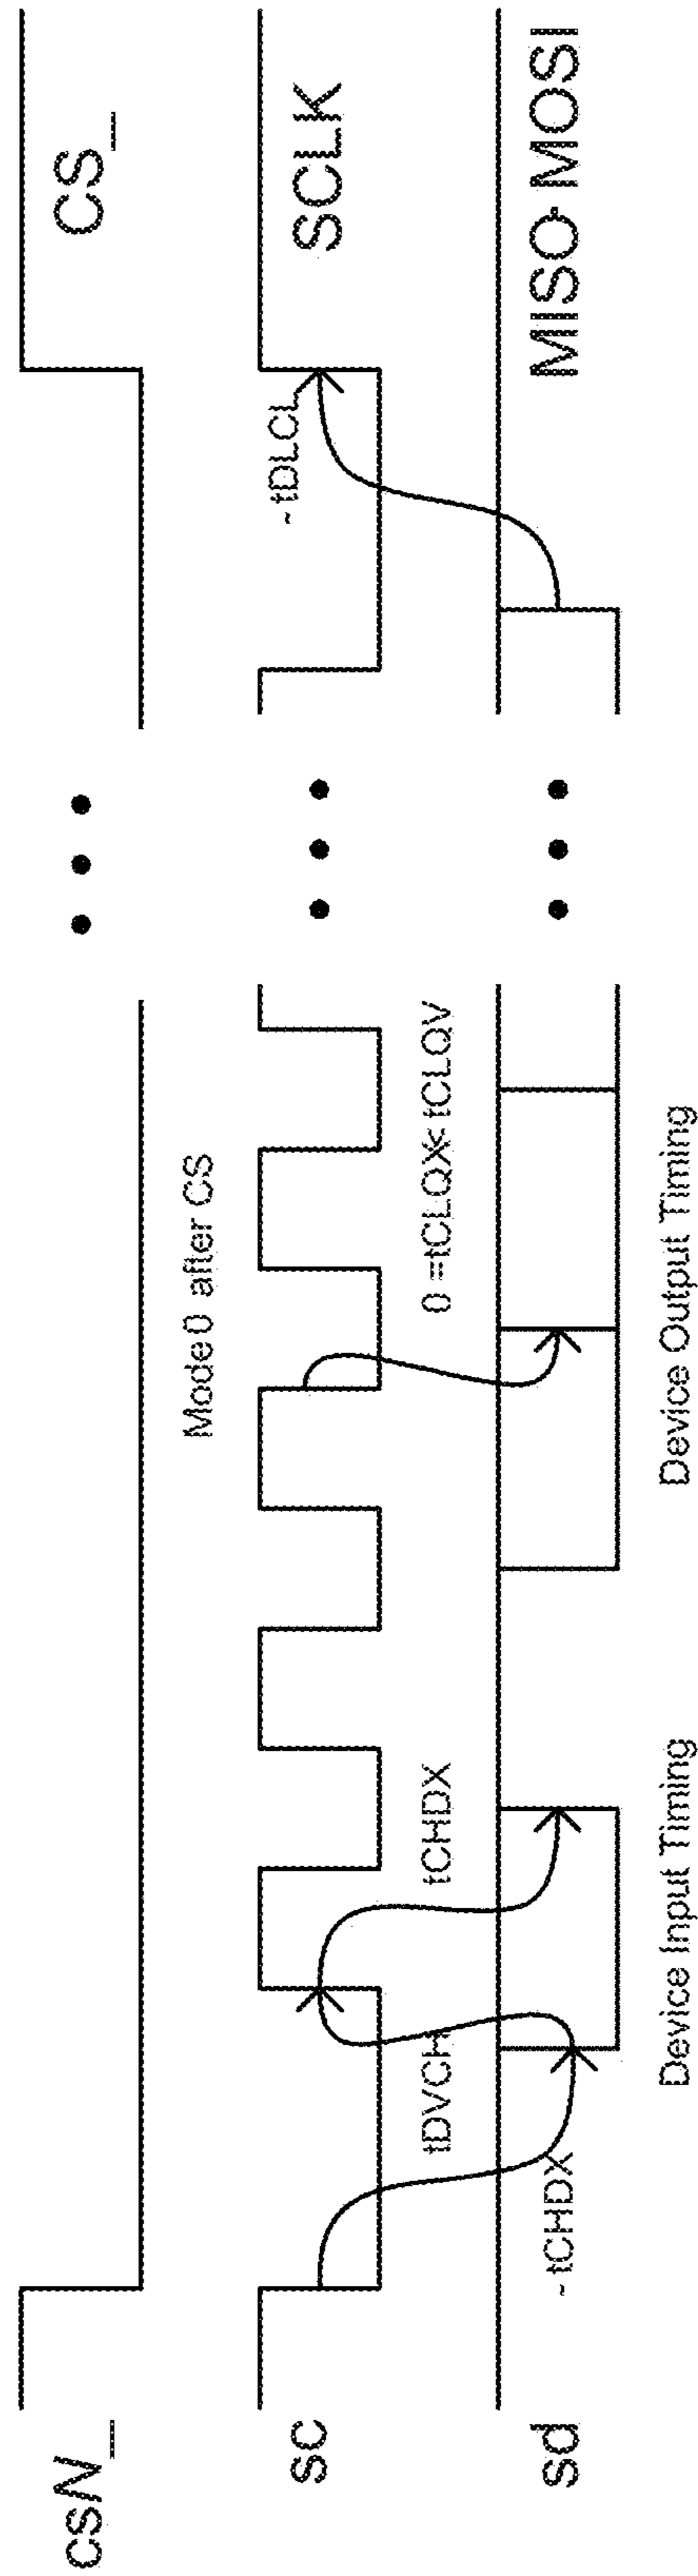 csN_
CS_
Mode 0 after CS
sc
~tDLCL
SCLK
tDVCH
tCHDX
0 =tCLQX< tCLQV
sd
~tCHDX
MISO MOSI
Device Input Timing
Device Output Timing